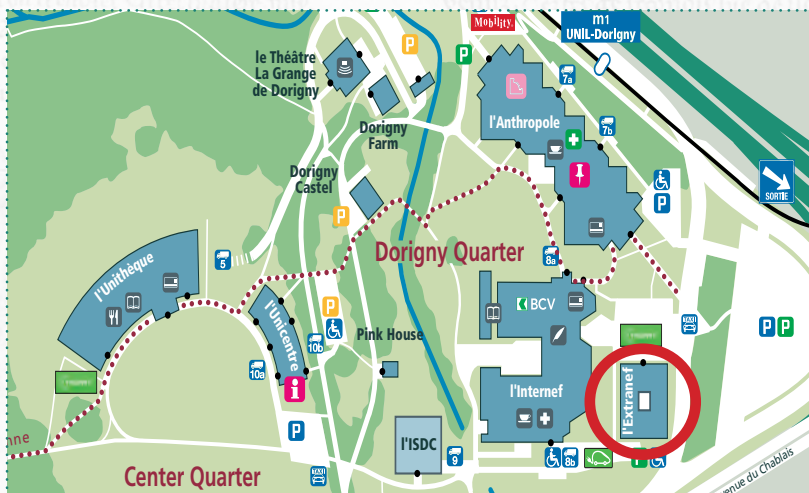 Mobility.
m1
UNIL-Dorigny
P
P
le Théâtre
La Grange
de Dorigny
7a
l'Anthropole
7b
Dorigny
Farm
Dorigny
Castel
P
SORTIE
P
Dorigny Quarter
l'Unithèque
5
8a
BCV
P
l'Unicentre
10b
Pink House
TAXI
P P
10a
i
l'Internef
l'Extranef
P
l'ISDC
9
8b
Center Quarter
TAXI
venue du Chablais